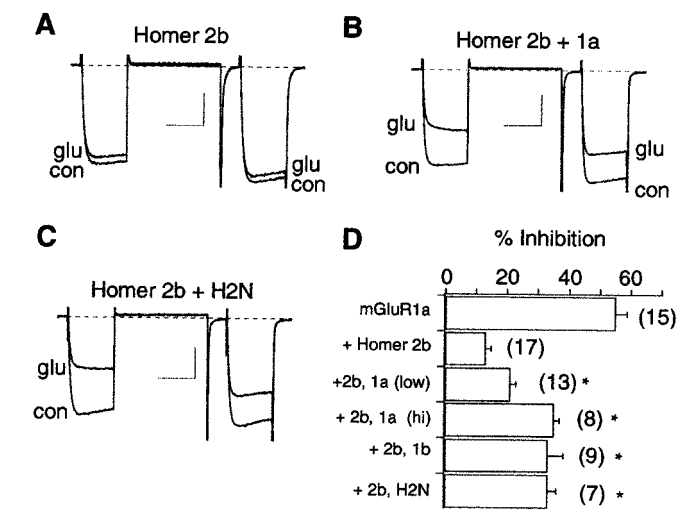 A
Homer 2b
glu
con
glu
con
B
Homer 2b + 1a
glu
con
glu
con
C
Homer 2b + H2N
glu
con
D
% Inhibition
0 20 40 60
mGluR1a (15)
+ Homer 2b (17)
+2b, 1a (low) (13) *
+ 2b, 1a (hi) (8) *
+ 2b, 1b (9) *
+ 2b, H2N (7) *